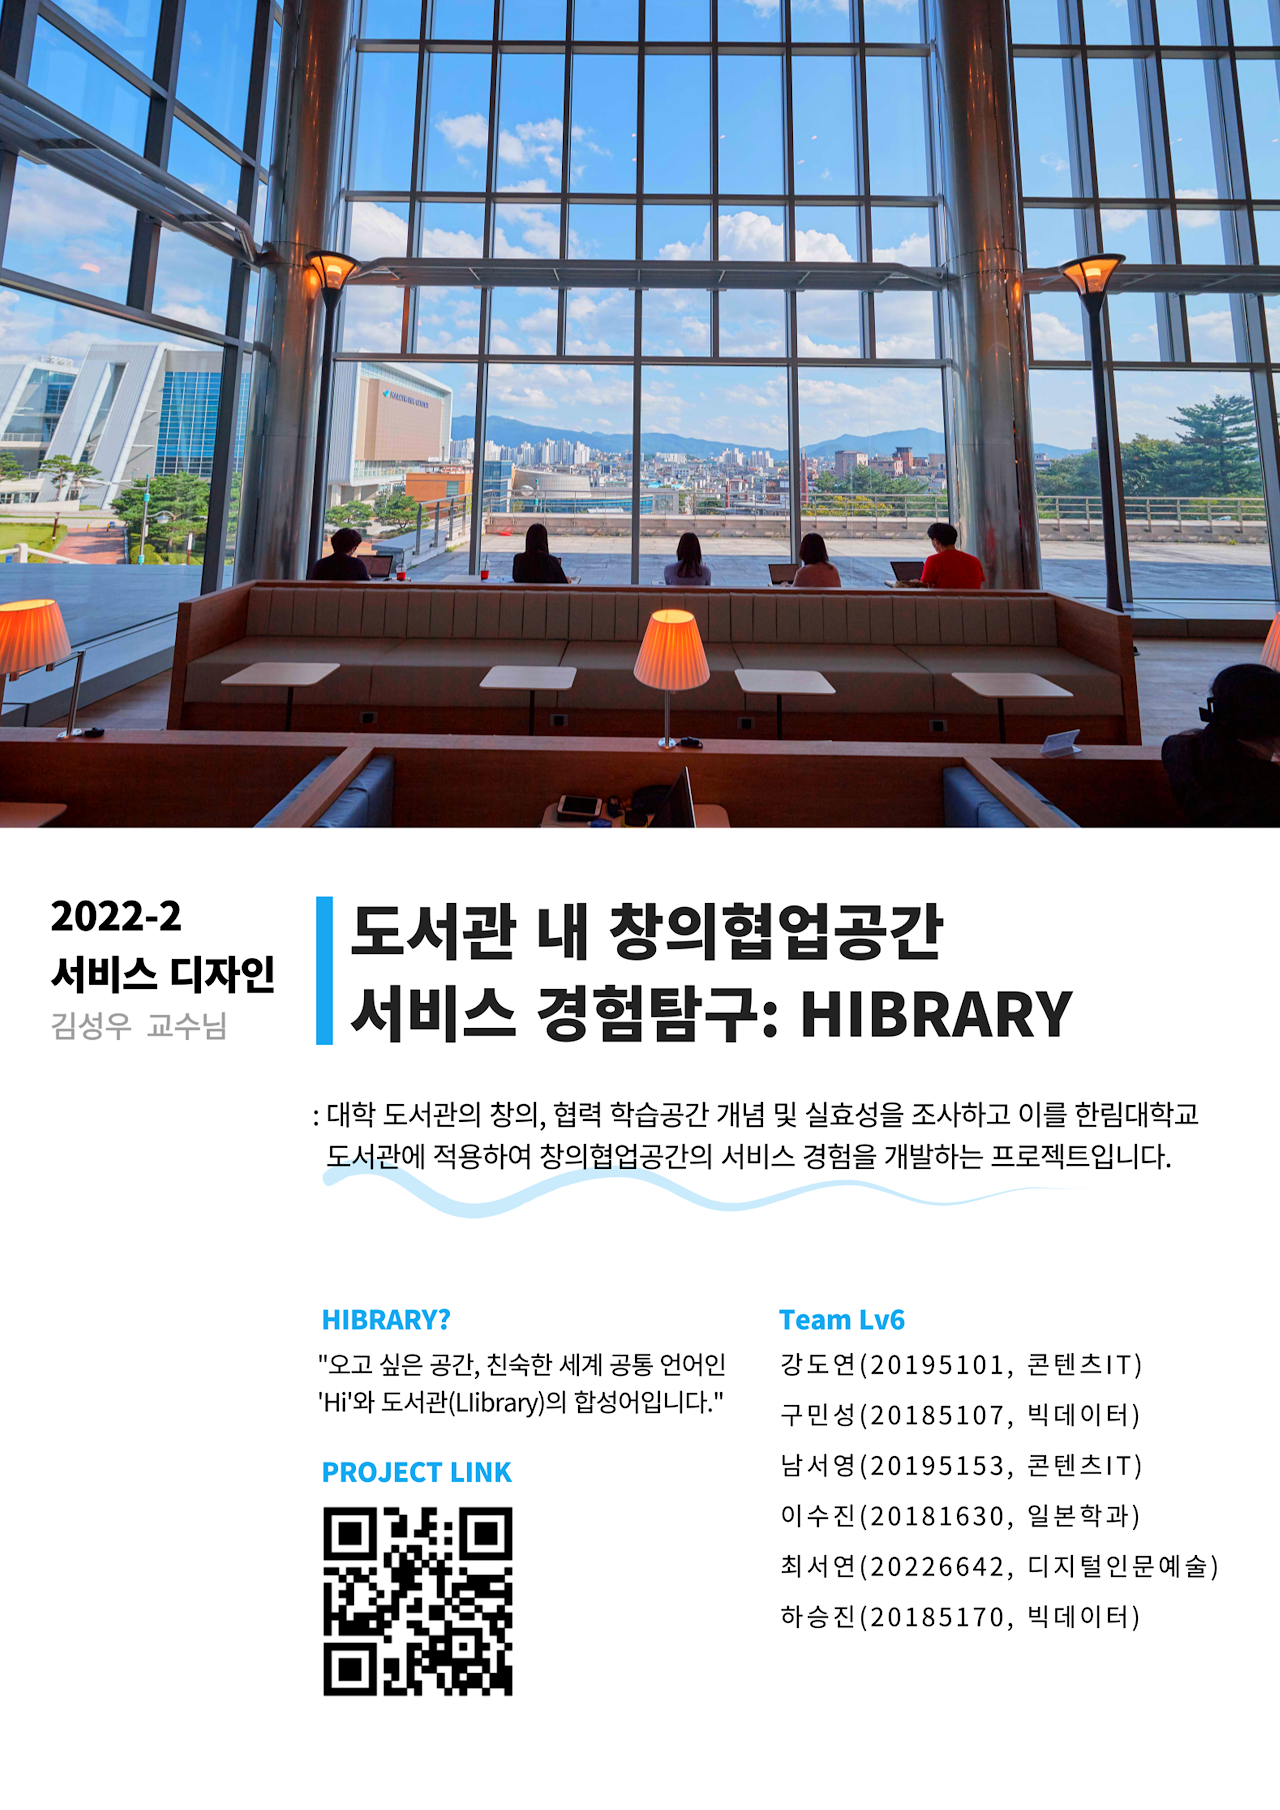 2022-2
서비스 디자인
김성우 교수님
도서관 내 창의협업공간
서비스 경험탐구: HIBRARY
: 대학 도서관의 창의, 협력 학습공간 개념 및 실효성을 조사하고 이를 한림대학교
도서관에 적용하여 창의협업공간의 서비스 경험을 개발하는 프로젝트입니다.
HIBRARY?
"오고 싶은 공간, 친숙한 세계 공통 언어인
'Hi'와 도서관(LIibrary)의 합성어입니다."
PROJECT LINK
Team Lv6
강도연(20195101, 콘텐츠IT)
구민성(20185107, 빅데이터)
남서영(20195153, 콘텐츠IT)
이수진(20181630, 일본학과)
최서연(20226642, 디지털인문예술)
하승진(20185170, 빅데이터)